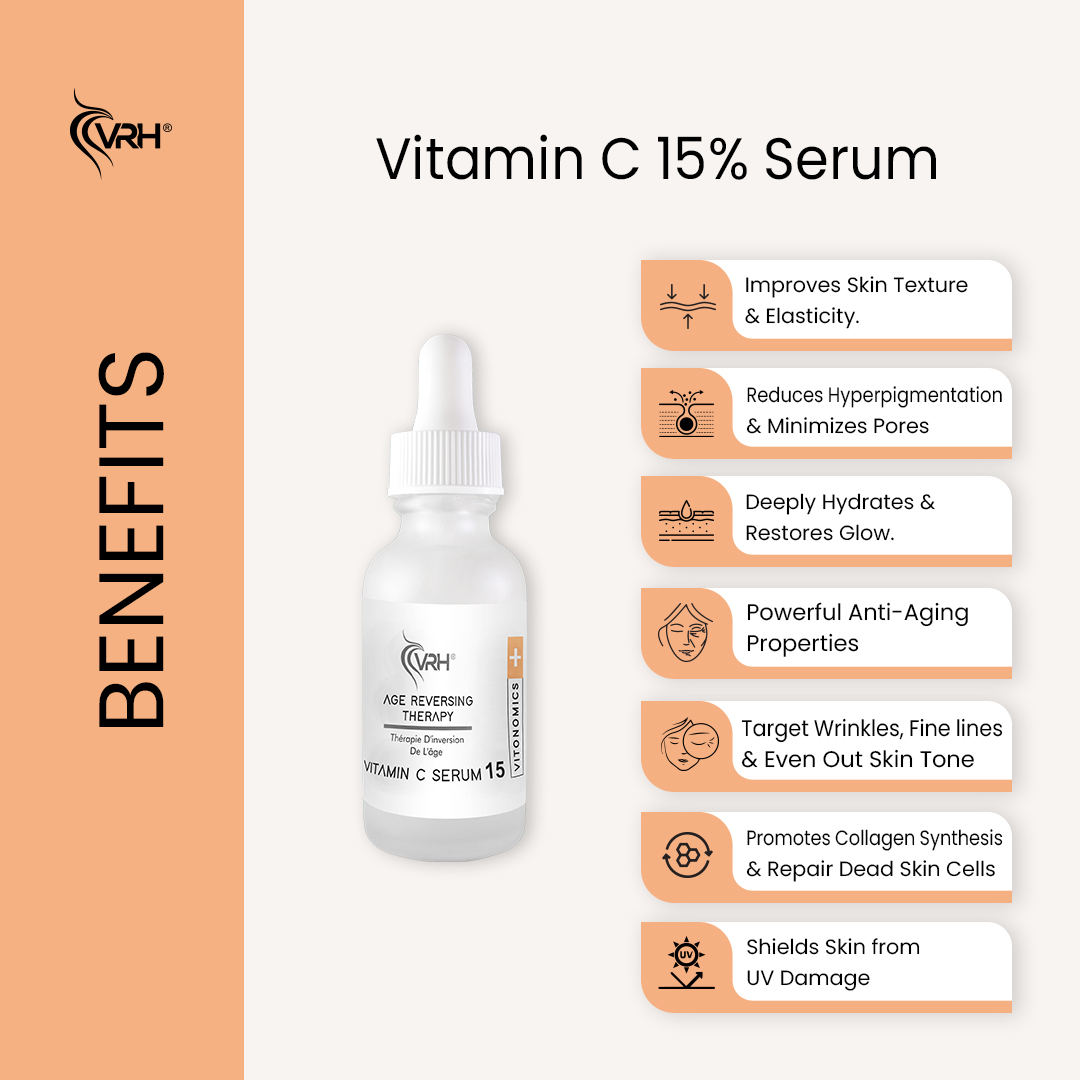 VRH®
BENEFITS
Vitamin C 15% Serum
VRH®
AGE REVERSING
THERAPY
Thérapie D'inversion
De L'âge
VITAMIN C SERUM 15
+
VITONOMICS
Improves Skin Texture
& Elasticity.
Reduces Hyperpigmentation
& Minimizes Pores
Deeply Hydrates &
Restores Glow.
Powerful Anti-Aging
Properties
Target Wrinkles, Fine lines
& Even Out Skin Tone
Promotes Collagen Synthesis
& Repair Dead Skin Cells
UV
Shields Skin from
UV Damage